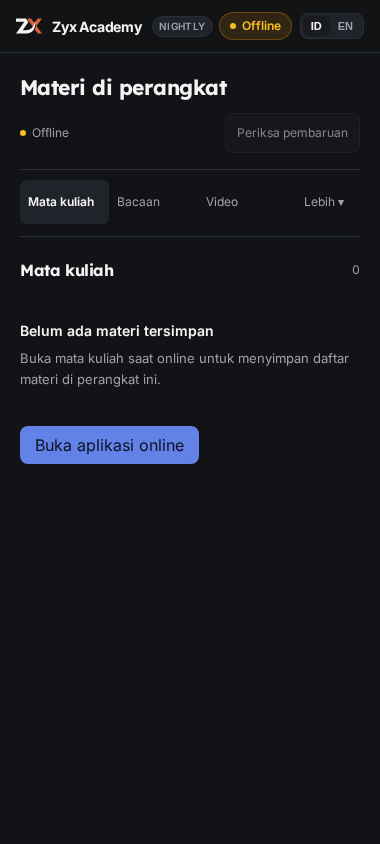 ZX Zyx Academy NIGHTLY Offline ID EN
Materi di perangkat
Offline Periksa pembaruan
Mata kuliah Bacaan Video Lebih ▾
Mata kuliah 0
Belum ada materi tersimpan
Buka mata kuliah saat online untuk menyimpan daftar
materi di perangkat ini.
Buka aplikasi online